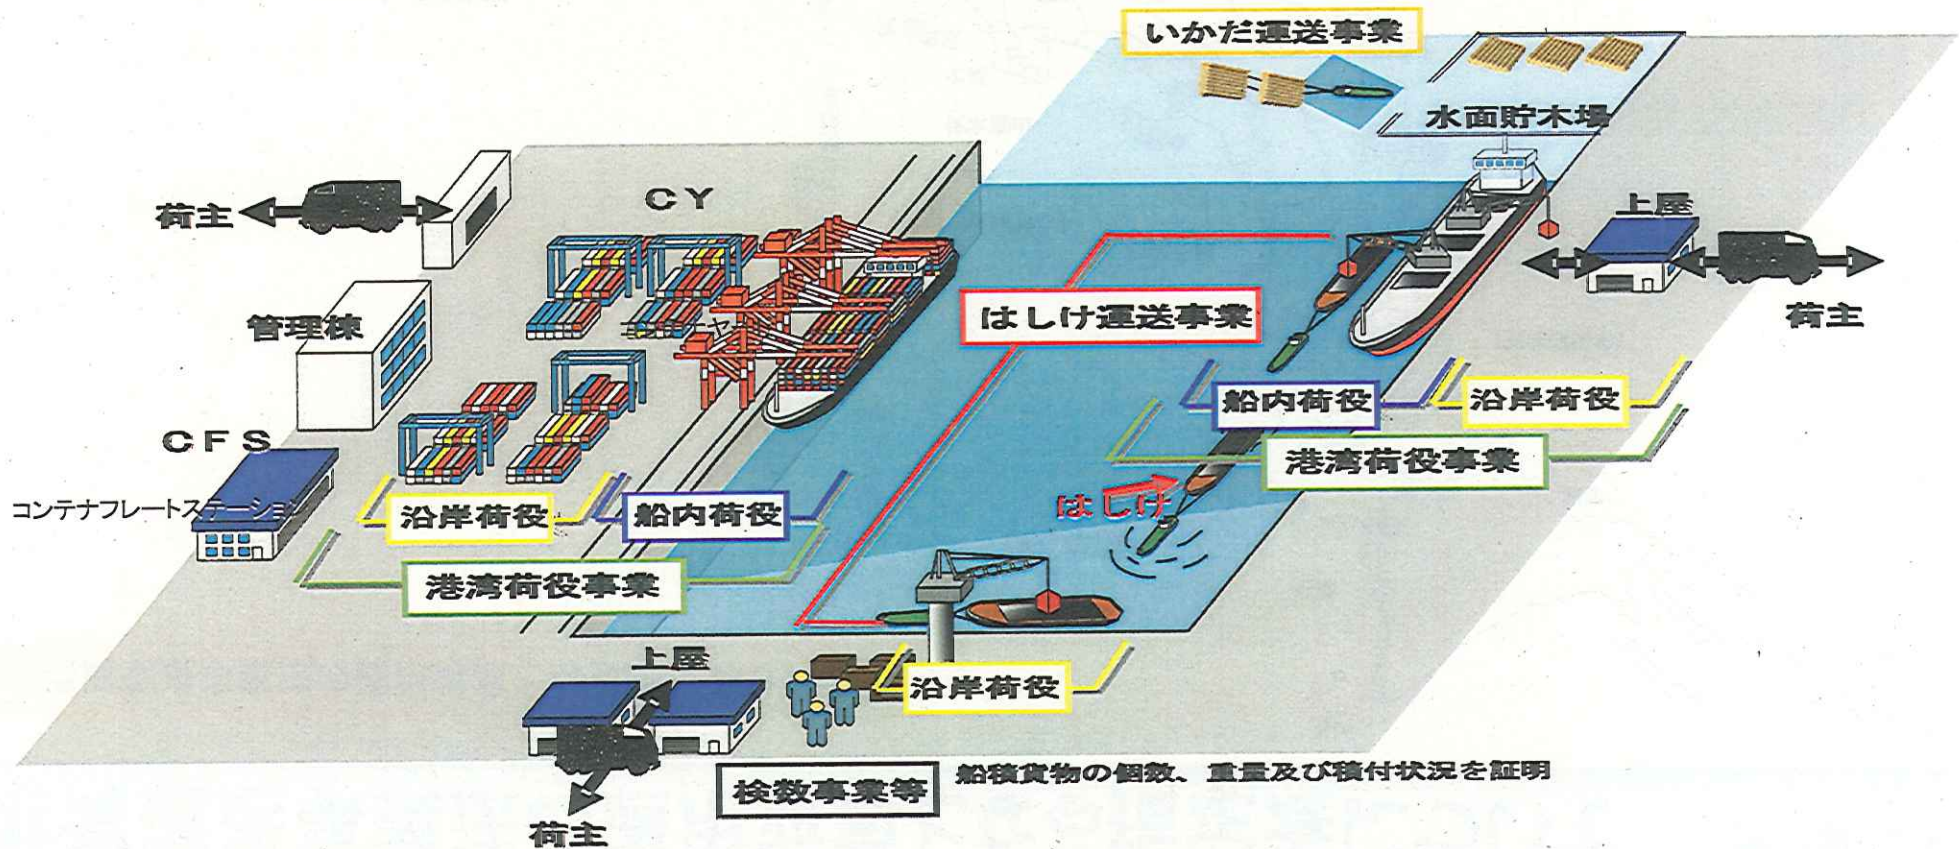 いかだ運送事業
水面貯木場
荷主
CY
上屋
管理棟
はしけ運送事業
荷主
船内荷役
沿岸荷役
CFS
港湾荷役事業
コンテナフレートステーショ
沿岸荷役
船内荷役
はしけ
港湾荷役事業
上屋
沿岸荷役
検数事業等
船積貨物の個数、重量及び積付状況を証明
荷主